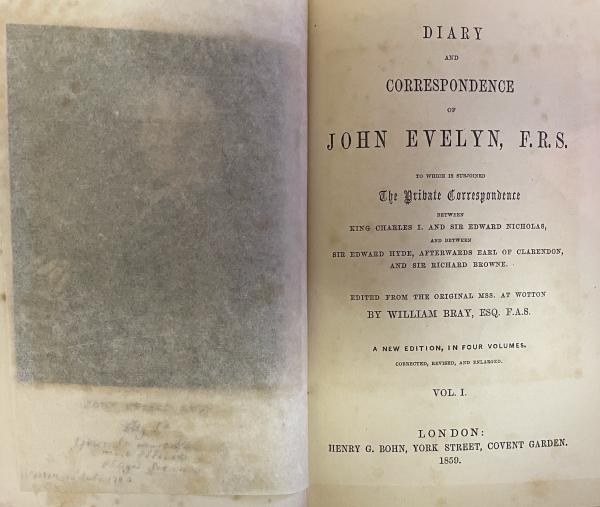 DIARY
AND
CORRESPONDENCE
OF
JOHN EVELYN, F.R.S.
TO WHICH IS SUBJOINED
The Private Correspondence
BETWEEN
KING CHARLES I. AND SIR EDWARD NICHOLAS,
AND BETWEEN
SIR EDWARD HYDE, AFTERWARDS EARL OF CLARENDON,
AND SIR RICHARD BROWNE.
EDITED FROM THE ORIGINAL MSS. AT WOTTON
BY WILLIAM BRAY, ESQ. F.A.S.
A NEW EDITION, IN FOUR VOLUMES.
CORRECTED, REVISED, AND ENLARGED.
VOL. I.
LONDON:
HENRY G. BOHN, YORK STREET, COVENT GARDEN.
1859.